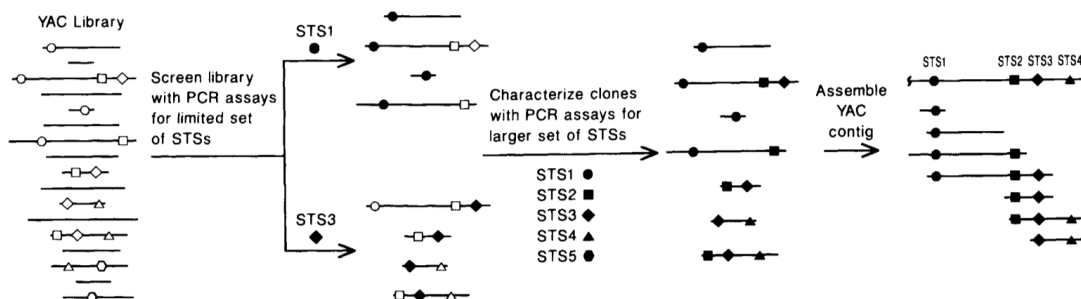 YAC Library
Screen library
with PCR assays
for limited set
of STSs
STS1
STS3
Characterize clones
with PCR assays for
larger set of STSs
STS1
STS2
STS3
STS4
STS5
Assemble
YAC
contig
STS1
STS2 STS3 STS4